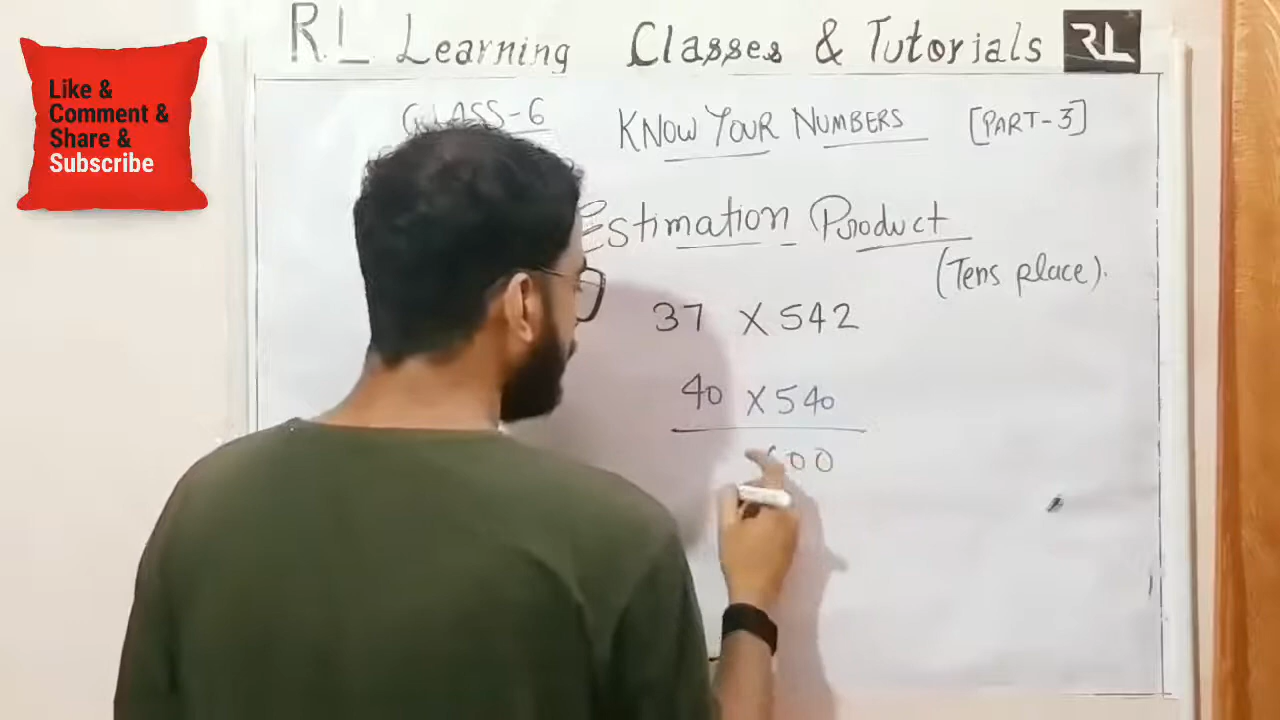 R.L Learning Classes & Tutorials RL
Like &
Comment &
Share &
Subscribe
CLASS-6 KNOW YOUR NUMBERS [PART-3]
Estimation Product
(Tens place).
37 X 542
40 X 540
600